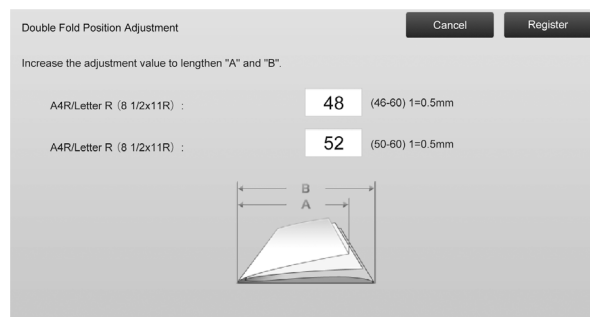 Double Fold Position Adjustment
Cancel
Register
Increase the adjustment value to lengthen "A" and "B".
A4R/Letter R (8 1/2x11R) :
48
(46-60) 1=0.5mm
A4R/Letter R (8 1/2x11R) :
52
(50-60) 1=0.5mm
B
A